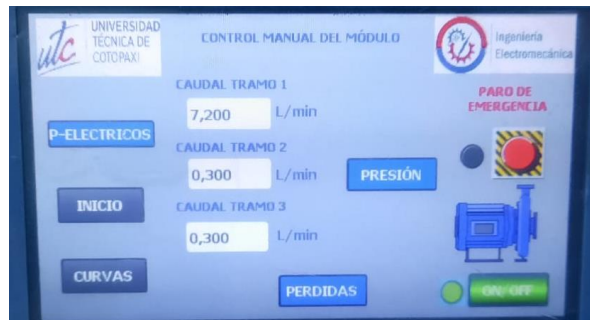 utc
UNIVERSIDAD
TÉCNICA DE
COTOPAXI
CONTROL MANUAL DEL MÓDULO
Ingeniería
Electromecánica
CAUDAL TRAMO 1
7,200 L/min
PARO DE
EMERGENCIA
P-ELECTRICOS
CAUDAL TRAMO 2
0,300 L/min
PRESIÓN
INICIO
CAUDAL TRAMO 3
0,300 L/min
CURVAS
PERDIDAS
ON/OFF